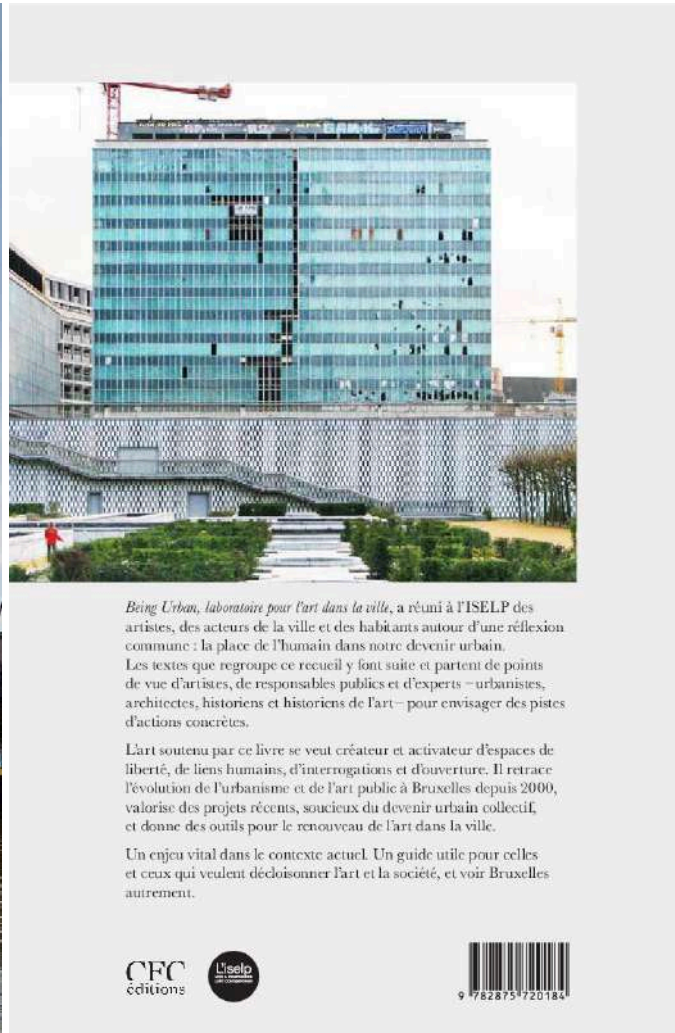 Being Urban, laboratoire pour l'art dans la ville, a réuni à l'ISELP des
artistes, des acteurs de la ville et des habitants autour d'une réflexion
commune : la place de l'humain dans notre devenir urbain.
Les textes que regroupe ce recueil y font suite et partent de points
de vue d'artistes, de responsables publics et d'experts –urbanistes,
architectes, historiens et historiens de l'art– pour envisager des pistes
d'actions concrètes.
L'art soutenu par ce livre se veut créateur et activateur d'espaces de
liberté, de liens humains, d'interrogations et d'ouverture. Il retrace
l'évolution de l'urbanisme et de l'art public à Bruxelles depuis 2000,
valorise des projets récents, soucieux du devenir urbain collectif,
et donne des outils pour le renouveau de l'art dans la ville.
Un enjeu vital dans le contexte actuel. Un guide utile pour celles
et ceux qui veulent décloisonner l'art et la société, et voir Bruxelles
autrement.
CFC
éditions
L'iselp
9 782875 720184